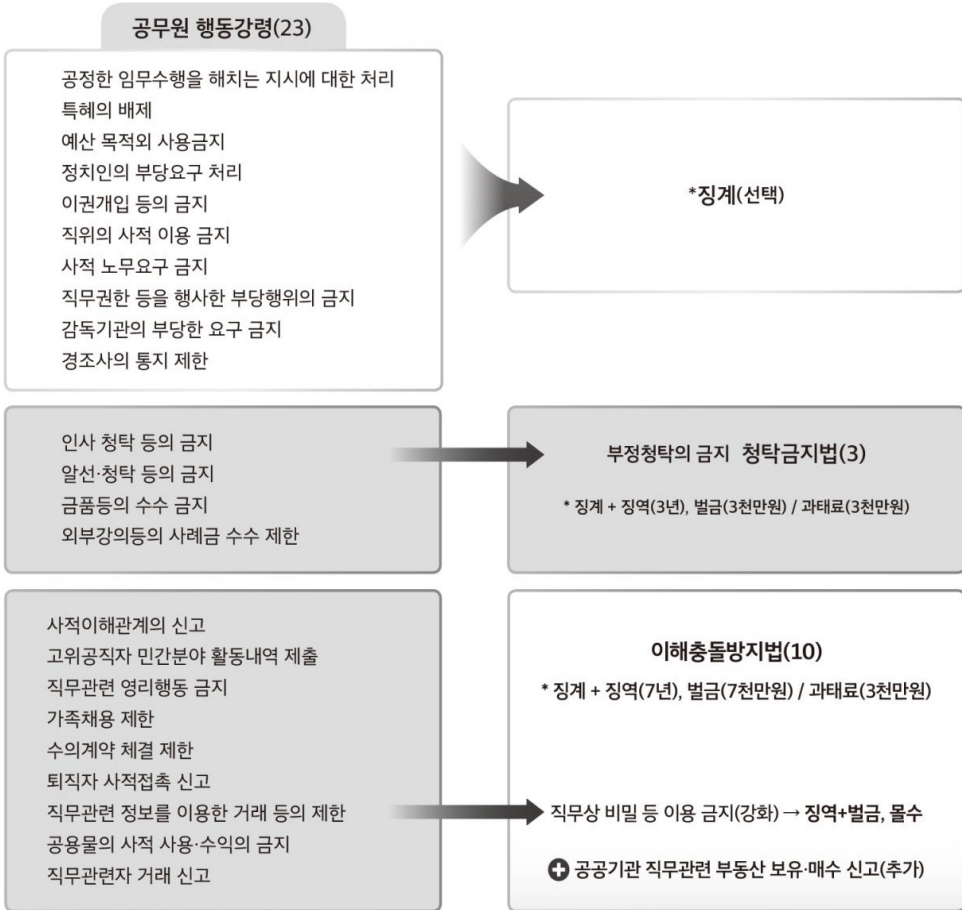 공무원 행동강령(23)
공정한 임무수행을 해치는 지시에 대한 처리
특혜의 배제
예산 목적외 사용금지
정치인의 부당요구 처리
이권개입 등의 금지
직위의 사적 이용 금지
사적 노무요구 금지
직무권한 등을 행사한 부당행위의 금지
감독기관의 부당한 요구 금지
경조사의 통지 제한
*징계(선택)
인사 청탁 등의 금지
알선·청탁 등의 금지
금품등의 수수 금지
외부강의등의 사례금 수수 제한
부정청탁의 금지 청탁금지법(3)
* 징계 + 징역(3년), 벌금(3천만원) / 과태료(3천만원)
사적이해관계의 신고
고위공직자 민간분야 활동내역 제출
직무관련 영리행동 금지
가족채용 제한
수의계약 체결 제한
퇴직자 사적접촉 신고
직무관련 정보를 이용한 거래 등의 제한
공용물의 사적 사용·수익의 금지
직무관련자 거래 신고
이해충돌방지법(10)
* 징계 + 징역(7년), 벌금(7천만원) / 과태료(3천만원)
직무상 비밀 등 이용 금지(강화) → 징역+벌금, 몰수
➕ 공공기관 직무관련 부동산 보유·매수 신고(추가)